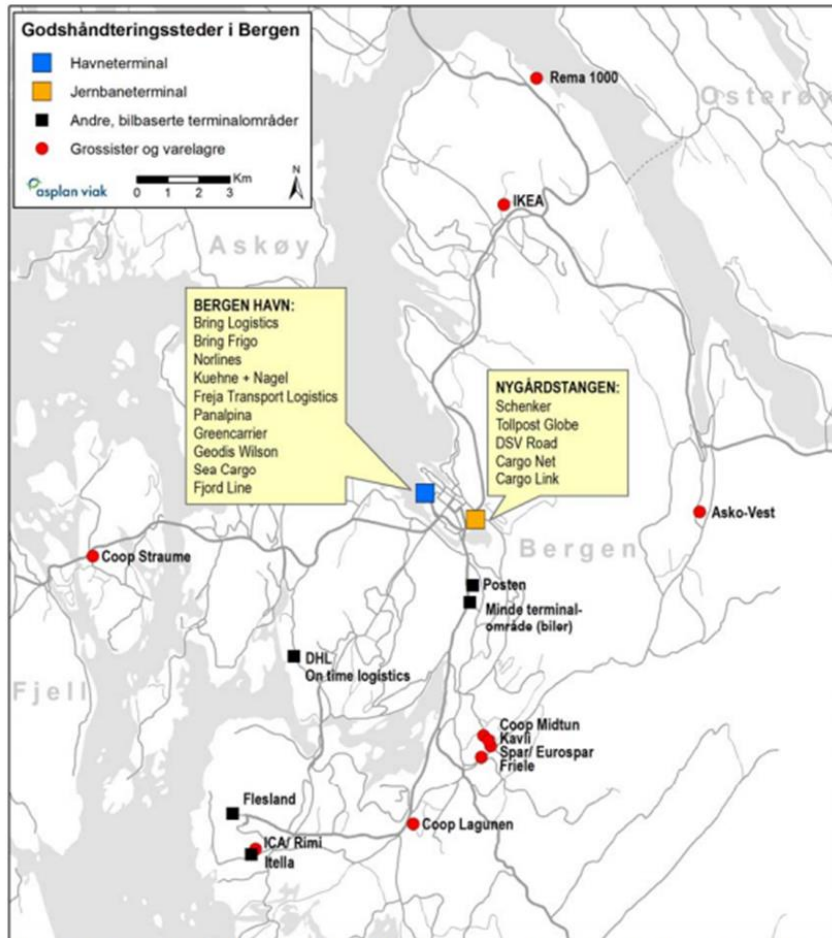 Godshåndteringssteder i Bergen
Havneterminal
Jernbaneterminal
Andre, bilbaserte terminalområder
Grossister og varelagre
asplan viak
Km
0 1 2 3
N
Rema 1000
Osterøy
IKEA
Askøy
BERGEN HAVN:
Bring Logistics
Bring Frigo
Norlines
Kuehne + Nagel
Freja Transport Logistics
Panalpina
Greencarrier
Geodis Wilson
Sea Cargo
Fjord Line
NYGÅRDSTANGEN:
Schenker
Tollpost Globe
DSV Road
Cargo Net
Cargo Link
Asko-Vest
Bergen
Coop Straume
Posten
Minde terminal-
område (biler)
DHL
On time logistics
Fjell
Coop Midtun
Kavli
Spar/ Eurospar
Friele
Flesland
Coop Lagunen
ICA/ Rimi
Itella